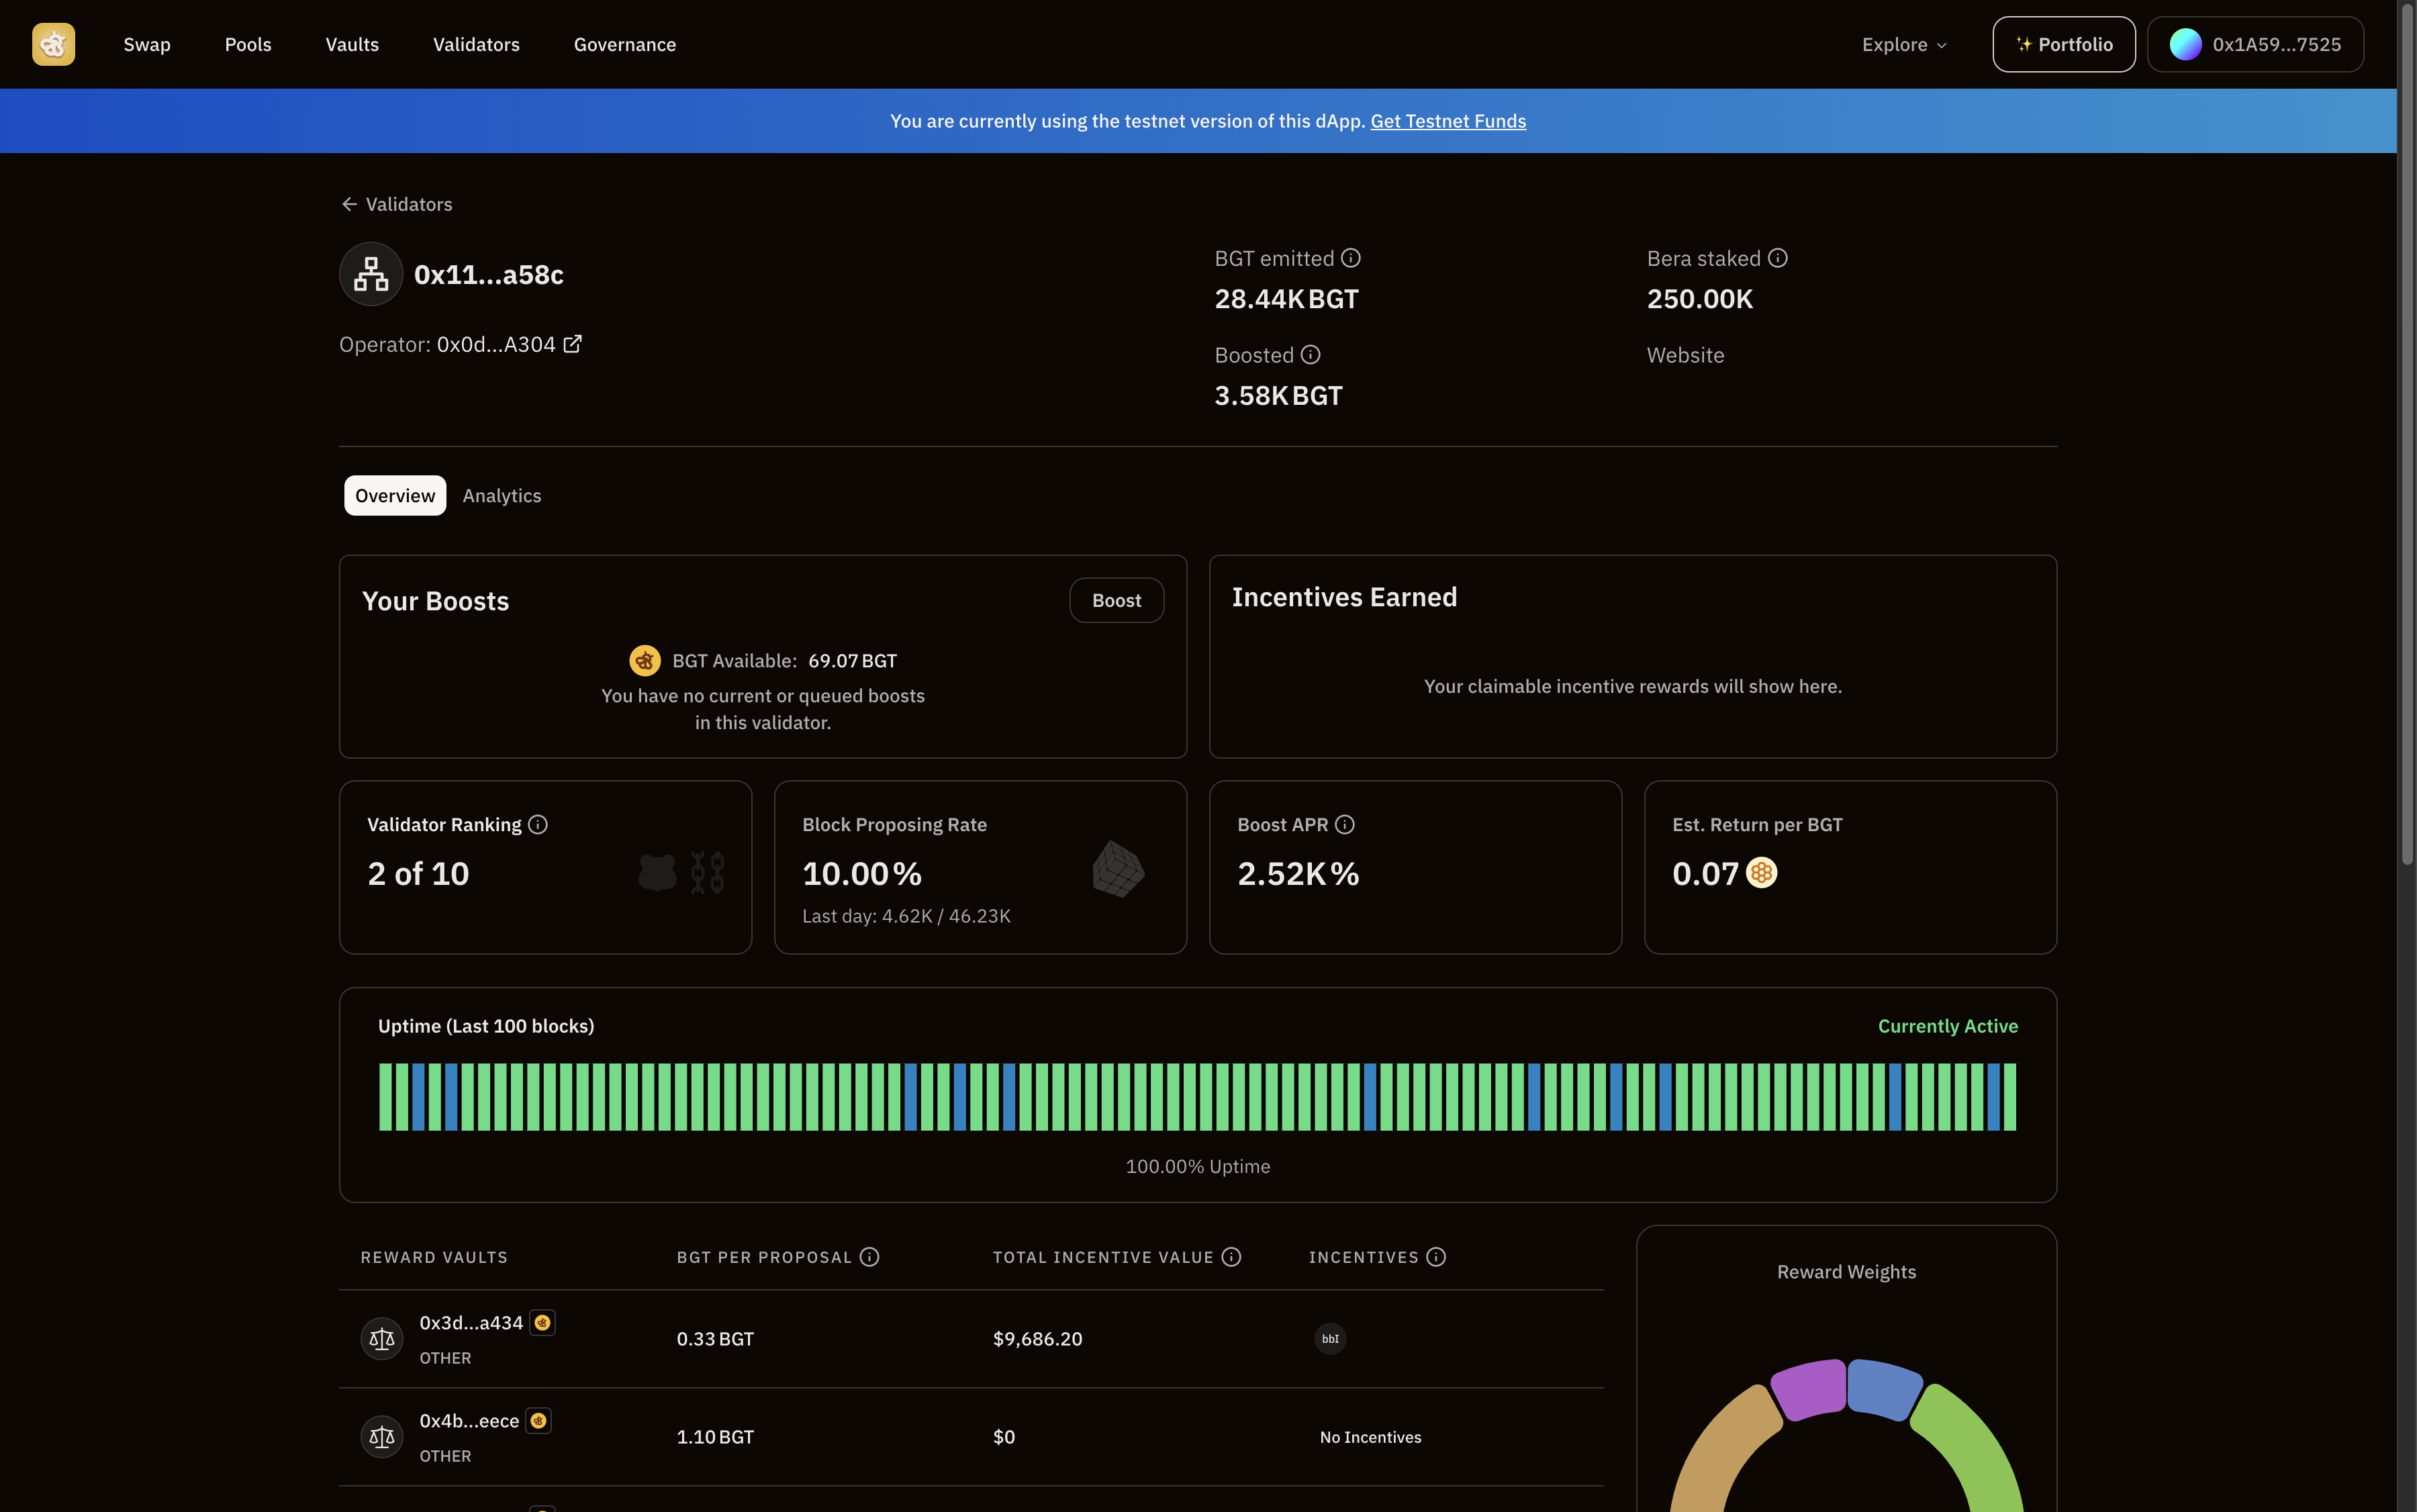 Swap Pools Vaults Validators Governance Explore ✨ Portfolio 0x1A59...7525
You are currently using the testnet version of this dApp. Get Testnet Funds
← Validators
0x11...a58c
Operator: 0x0d...A304
BGT emitted
28.44K BGT
Bera staked
250.00K
Boosted
3.58K BGT
Website
Overview Analytics
Your Boosts
Boost
BGT Available: 69.07 BGT
You have no current or queued boosts
in this validator.
Incentives Earned
Your claimable incentive rewards will show here.
Validator Ranking
2 of 10
Block Proposing Rate
10.00%
Last day: 4.62K / 46.23K
Boost APR
2.52K%
Est. Return per BGT
0.07
Uptime (Last 100 blocks)
Currently Active
100.00% Uptime
REWARD VAULTS BGT PER PROPOSAL TOTAL INCENTIVE VALUE INCENTIVES
0x3d...a434
OTHER
0.33 BGT
$9,686.20
bbI
0x4b...eece
OTHER
1.10 BGT
$0
No Incentives
Reward Weights